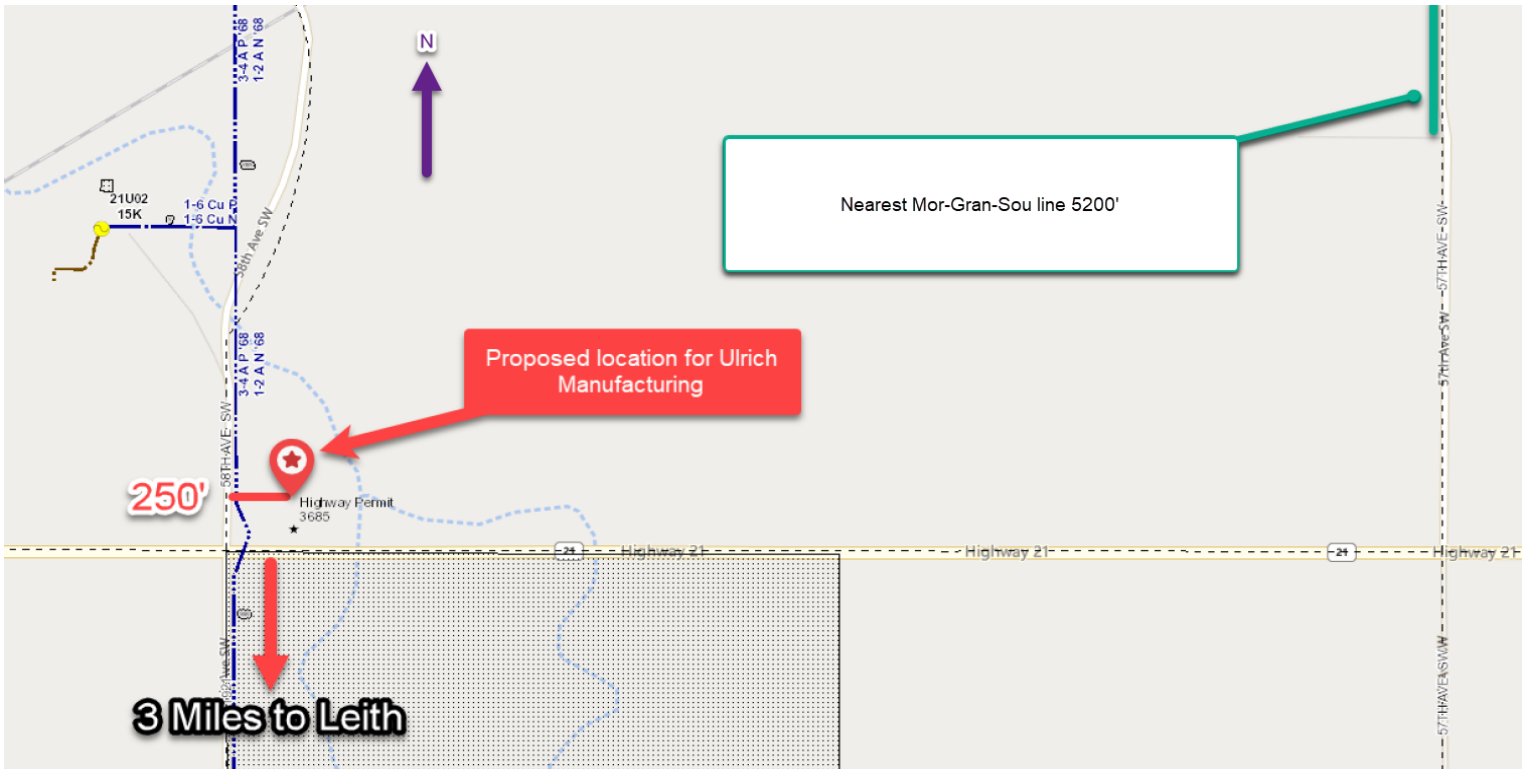 3-4 A P '68
1-2 A N '68
N
21U02
15K
1-6 Cu P
1-6 Cu N
58th Ave SW
Nearest Mor-Gran-Sou line 5200'
57TH AVE SW
57th Ave SW
3-4 A P '68
1-2 A N '68
Proposed location for Ulrich
Manufacturing
58TH AVE SW
250'
Highway Permit
3685
21
Highway 21
Highway 21
21
Highway 21
3 Miles to Leith
57TH AVE SW